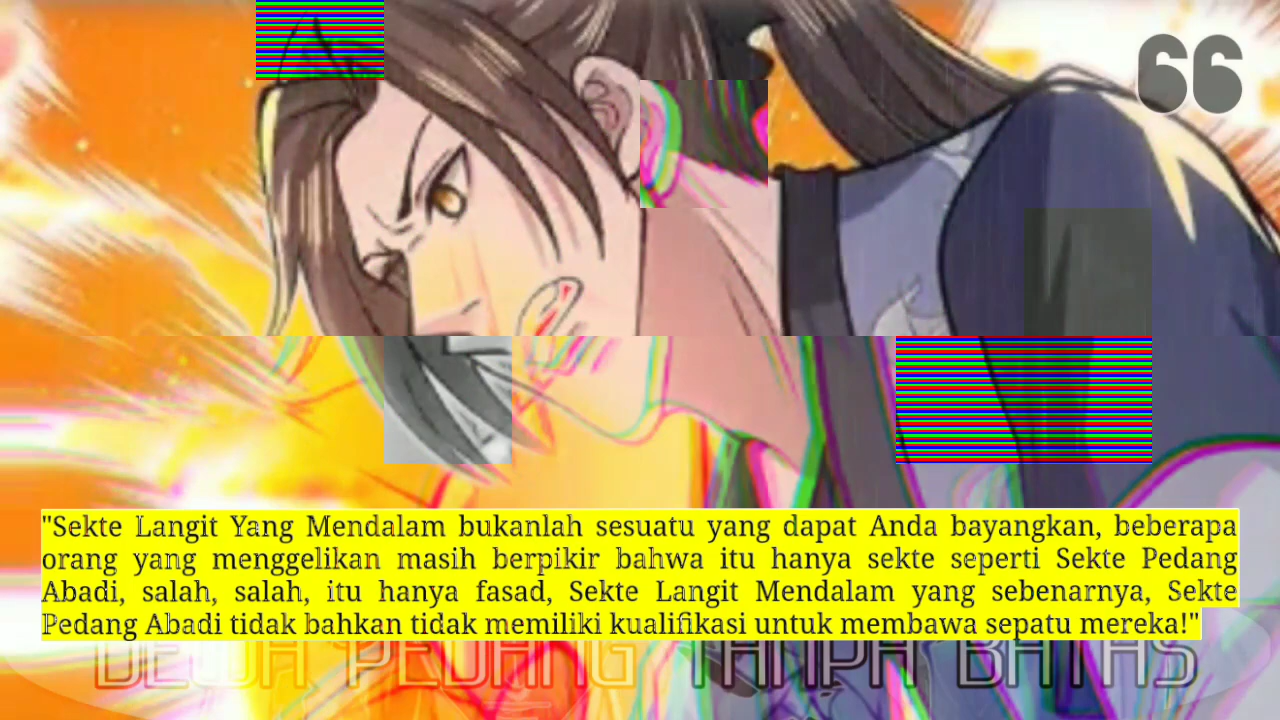 66
"Sekte Langit Yang Mendalam bukanlah sesuatu yang dapat Anda bayangkan, beberapa
orang yang menggelikan masih berpikir bahwa itu hanya sekte seperti Sekte Pedang
Abadi, salah, salah, itu hanya fasad, Sekte Langit Mendalam yang sebenarnya, Sekte
Pedang Abadi tidak bahkan tidak memiliki kualifikasi untuk membawa sepatu mereka!"
DEWA PEDANG TANPA BATAS